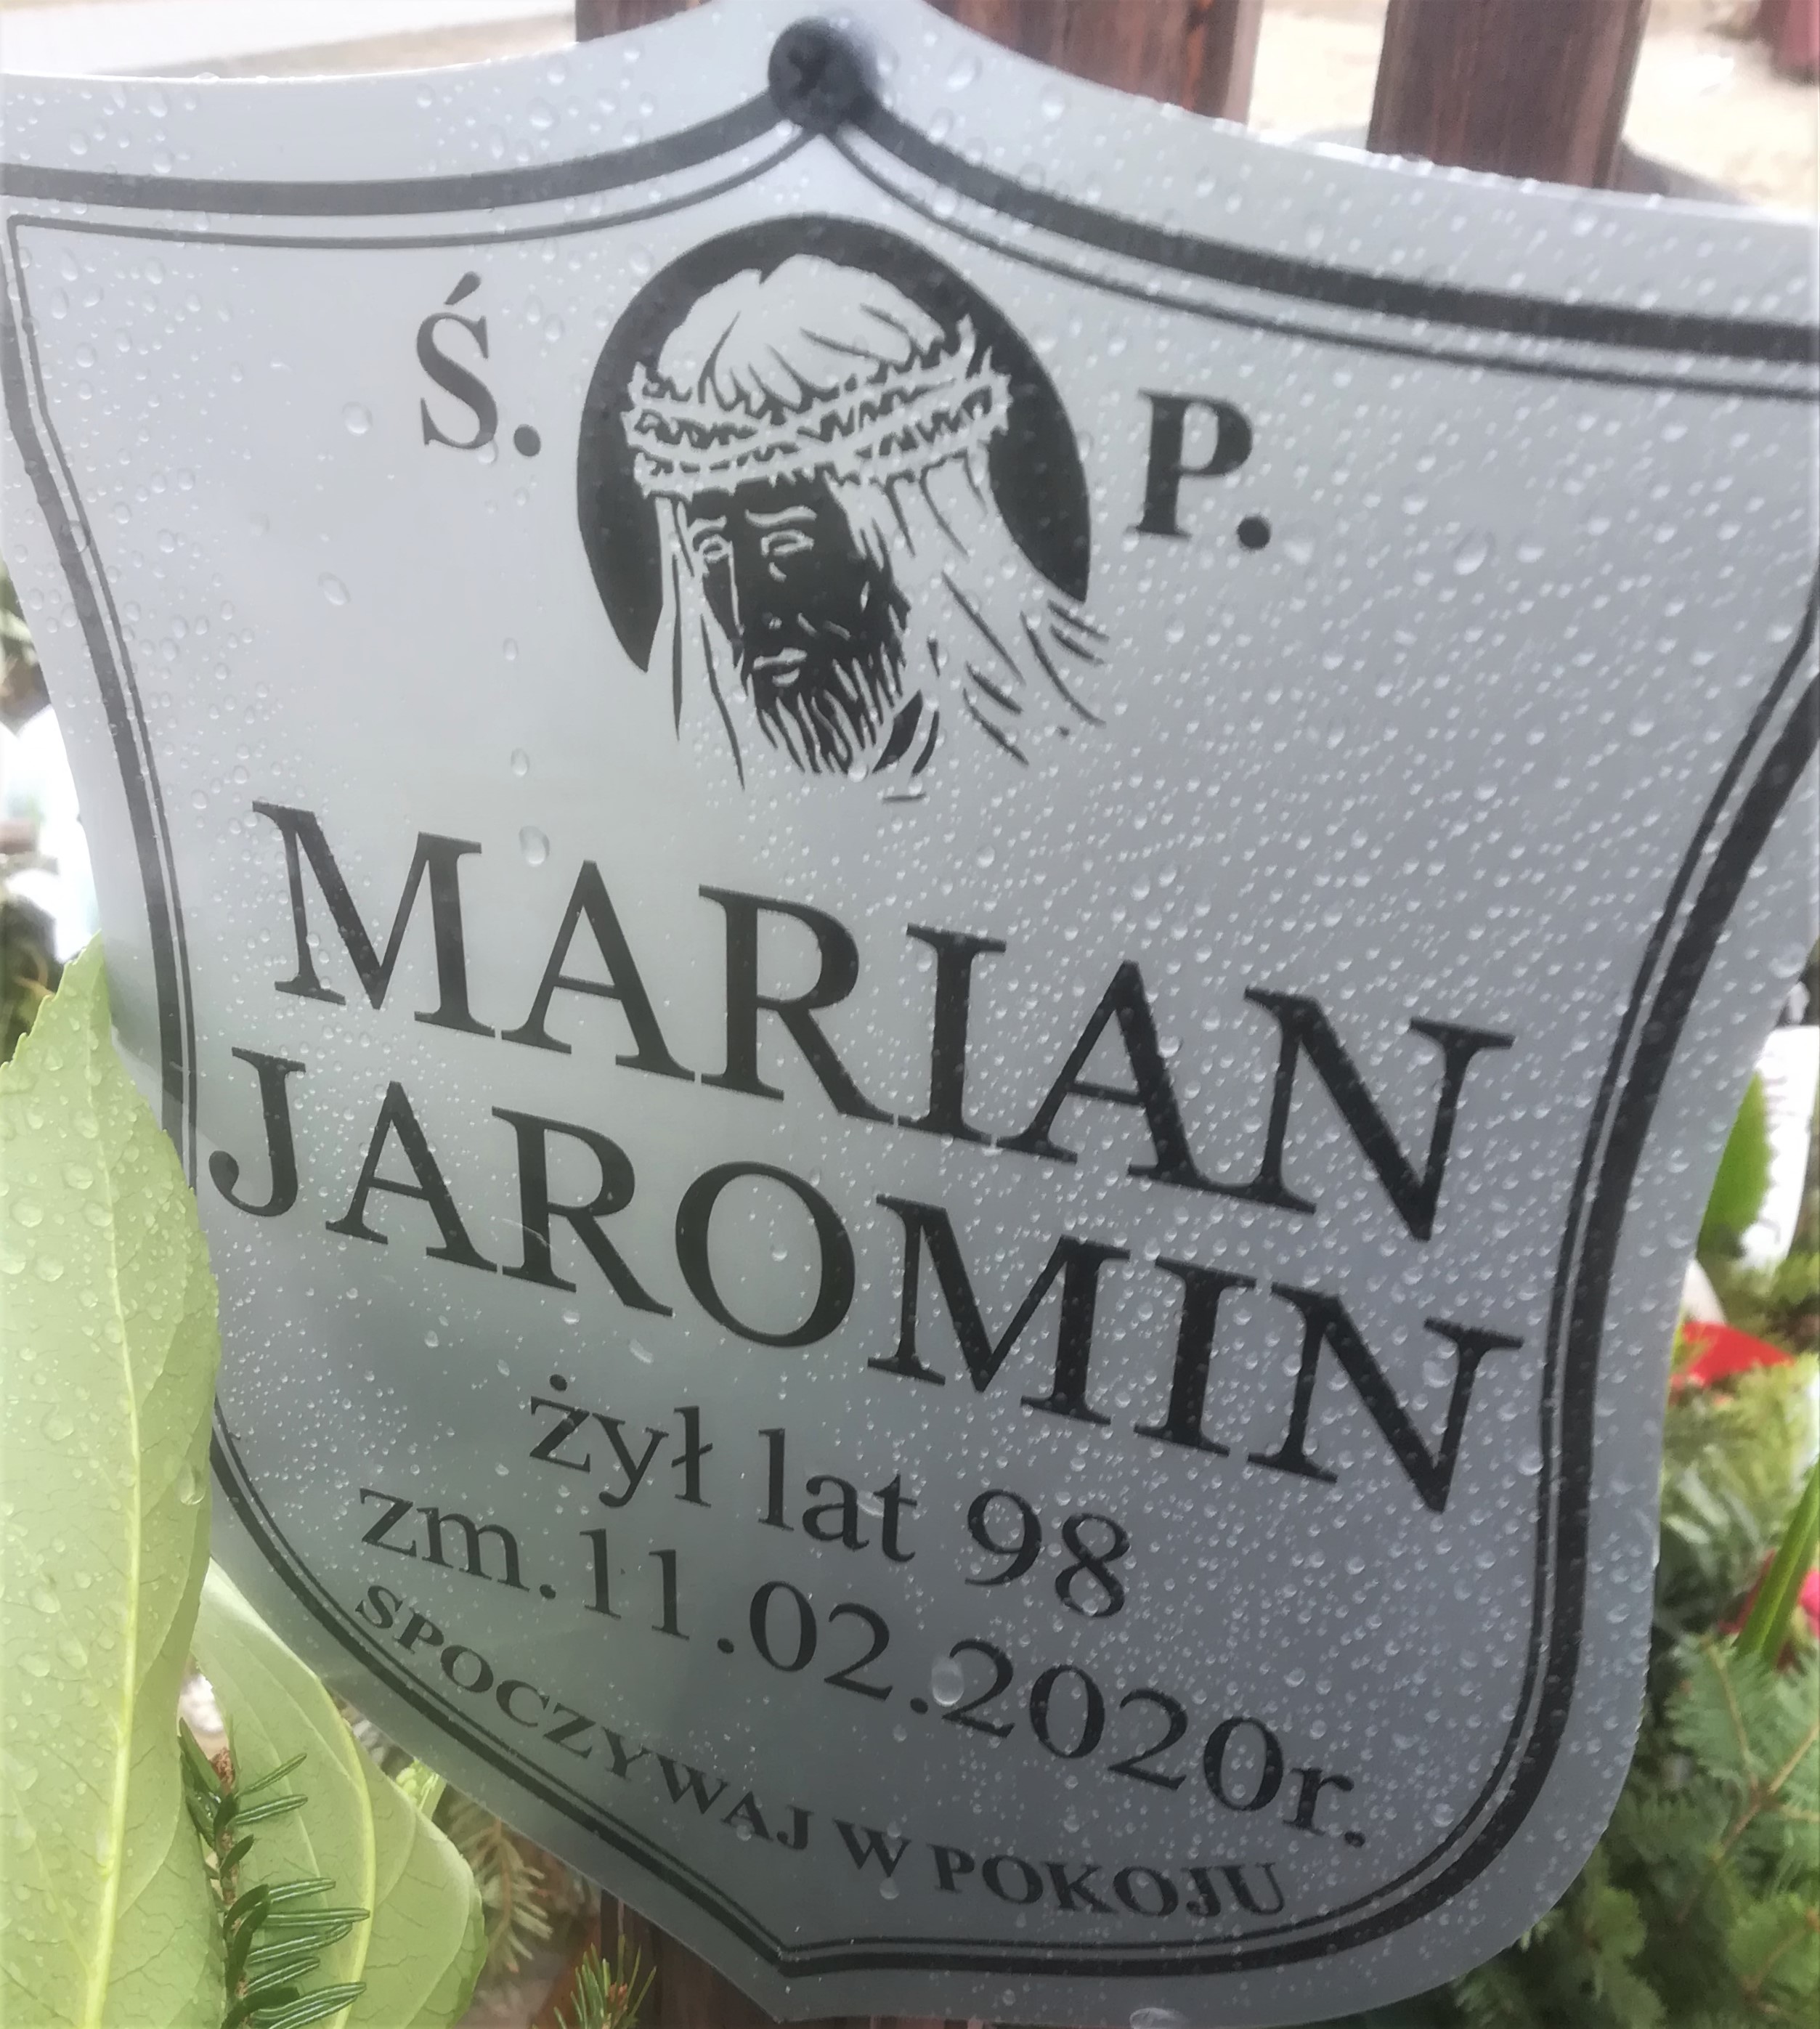 Ś. P.
MARIAN
JAROMIN
żył lat 98
zm.11.02.2020r.
SPOCZYWAJ W POKOJU